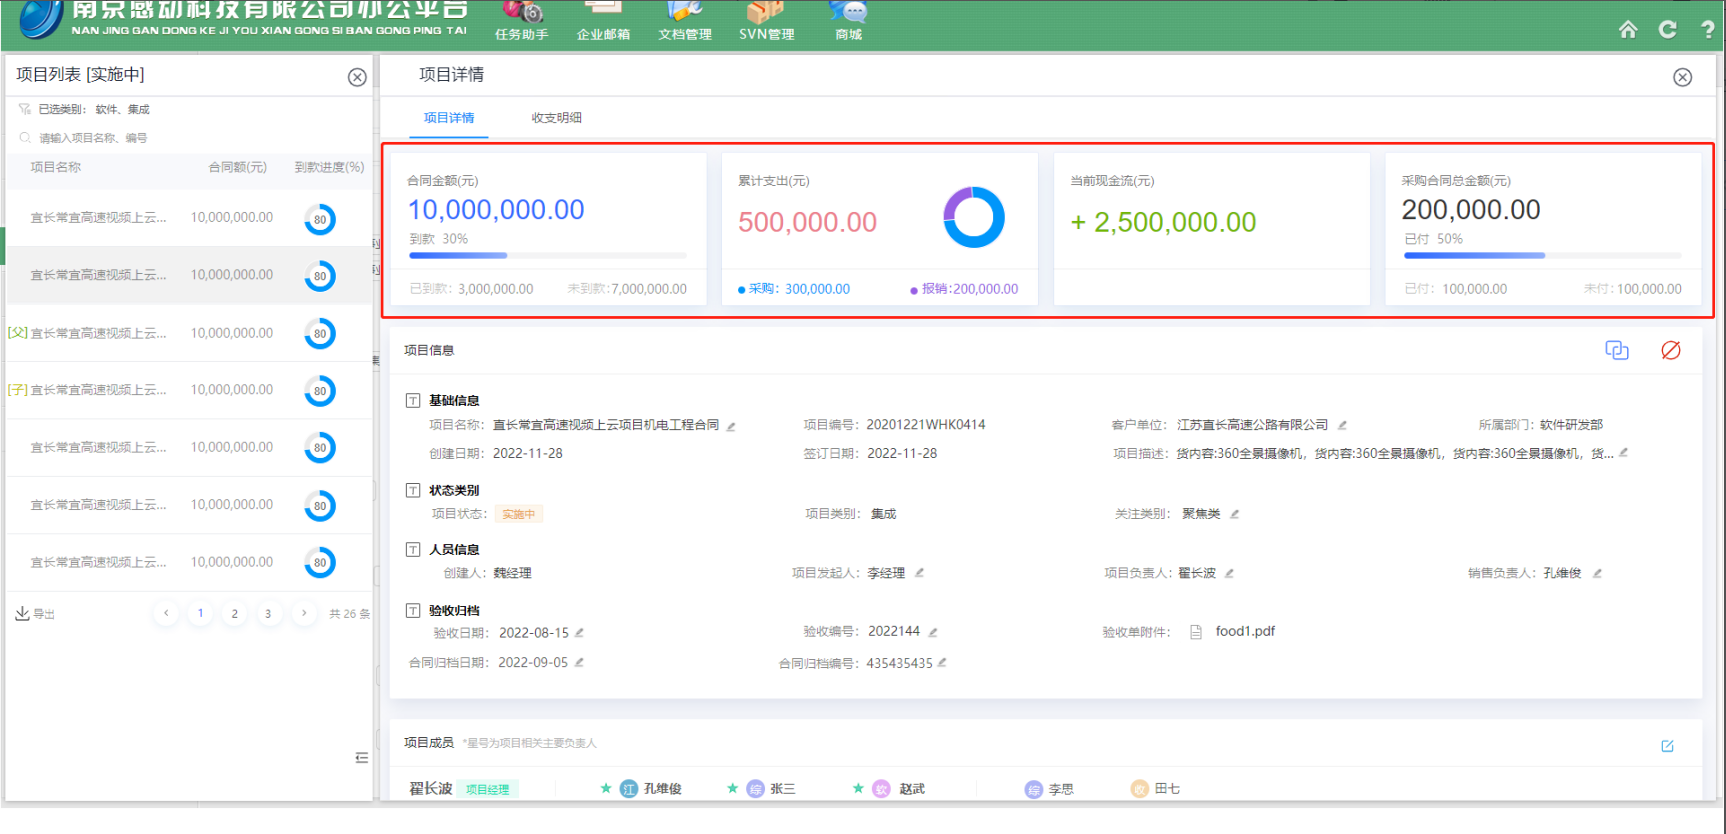 南京感动科技有限公司办公平台
NAN JING GAN DONG KE JI YOU XIAN GONG SI BAN GONG PING TAI
任务助手 企业邮箱 文档管理 SVN管理 商城
项目列表 [实施中]
已选类别: 软件、集成
请输入项目名称、编号
项目名称 合同额(元) 到款进度(%)
宜长常宜高速视频上云... 10,000,000.00 80
宜长常宜高速视频上云... 10,000,000.00 80
[父] 宜长常宜高速视频上云... 10,000,000.00 80
[子] 宜长常宜高速视频上云... 10,000,000.00 80
宜长常宜高速视频上云... 10,000,000.00 80
宜长常宜高速视频上云... 10,000,000.00 80
宜长常宜高速视频上云... 10,000,000.00 80
导出 1 2 3 共 26 条
项目详情
项目详情 收支明细
合同金额(元)
10,000,000.00
到款 30%
已到款: 3,000,000.00 未到款:7,000,000.00
累计支出(元)
500,000.00
采购: 300,000.00 报销:200,000.00
当前现金流(元)
+ 2,500,000.00
采购合同总金额(元)
200,000.00
已付 50%
已付: 100,000.00 未付: 100,000.00
项目信息
基础信息
项目名称: 宜长常宜高速视频上云项目机电工程合同 项目编号: 20201221WHK0414 客户单位: 江苏宜长高速公路有限公司 所属部门: 软件研发部
创建日期: 2022-11-28 签订日期: 2022-11-28 项目描述: 货内容:360全景摄像机, 货内容:360全景摄像机, 货内容:360全景摄像机, 货...
状态类别
项目状态: 实施中 项目类别: 集成 关注类别: 聚焦类
人员信息
创建人: 魏经理 项目发起人: 李经理 项目负责人: 翟长波 销售负责人: 孔维俊
验收归档
验收日期: 2022-08-15 验收编号: 2022144 验收单附件: food1.pdf
合同归档日期: 2022-09-05 合同归档编号: 435435435
项目成员 *星号为项目相关主要负责人
翟长波 项目经理 ★ 江 孔维俊 ★ 综 张三 ★ 软 赵武 综 李思 收 田七